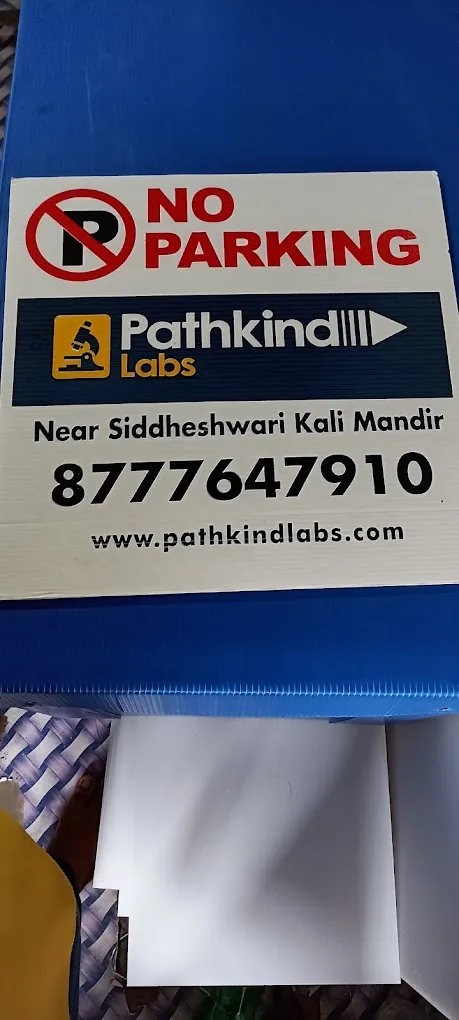 P
NO
PARKING
Pathkind
Labs
Near Siddheshwari Kali Mandir
8777647910
www.pathkindlabs.com